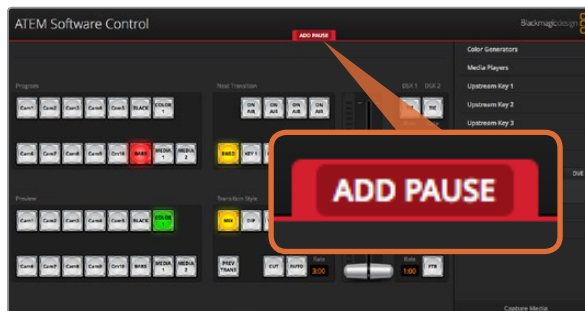 ATEM Software Control
Blackmagicdesign
ADD PAUSE
Color Generators
Media Players
Program
Next Transition
DSK 1 DSK 2
Upstream Key 1
Cam1 Cam2 Cam3 Cam4 Cam5 BLACK COLOR 1
ON AIR ON AIR ON AIR ON AIR
TIE
Upstream Key 2
Upstream Key 3
Cam6 Cam7 Cam8 Cam9 Cm10 BARS MEDIA 1 MEDIA 2
BKGD KEY 1
ADD PAUSE
DVE
Preview
Transition Style
Cam1 Cam2 Cam3 Cam4 Cam5 BLACK COLOR 1
MIX DIP
Cam6 Cam7 Cam8 Cam9 Cm10 BARS MEDIA 1 MEDIA 2
PREV TRANS
CUT AUTO
Rate
3:00
Rate
1:00
FTB
Capture Media